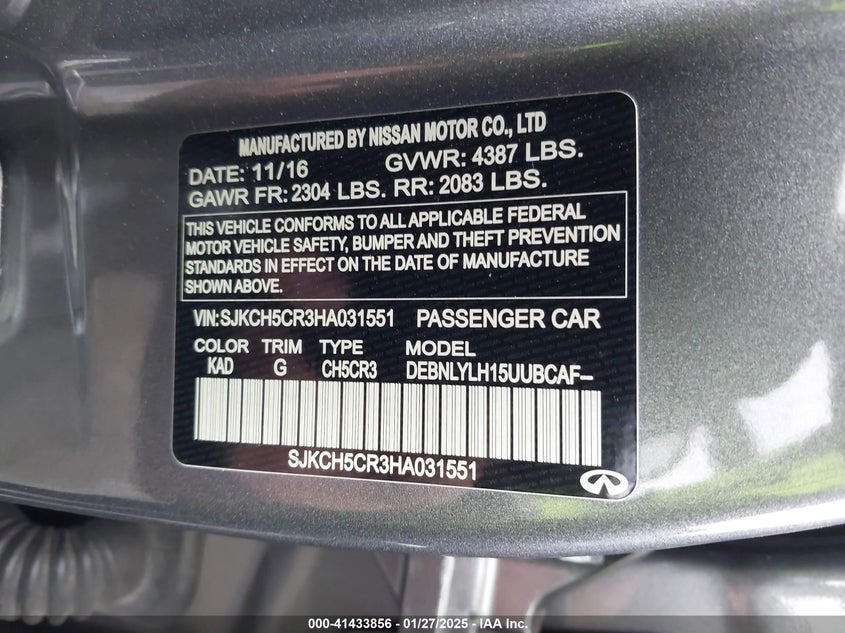 MANUFACTURED BY NISSAN MOTOR CO., LTD
DATE: 11/16 GVWR: 4387 LBS.
GAWR FR: 2304 LBS. RR: 2083 LBS.
THIS VEHICLE CONFORMS TO ALL APPLICABLE FEDERAL
MOTOR VEHICLE SAFETY, BUMPER AND THEFT PREVENTION
STANDARDS IN EFFECT ON THE DATE OF MANUFACTURE
SHOWN ABOVE.
VIN:SJKCH5CR3HA031551 PASSENGER CAR
COLOR TRIM TYPE MODEL
KAD G CH5CR3 DEBNLYLH15UUBCAF–
SJKCH5CR3HA031551
000-41433856 - 01/27/2025 - IAA Inc.